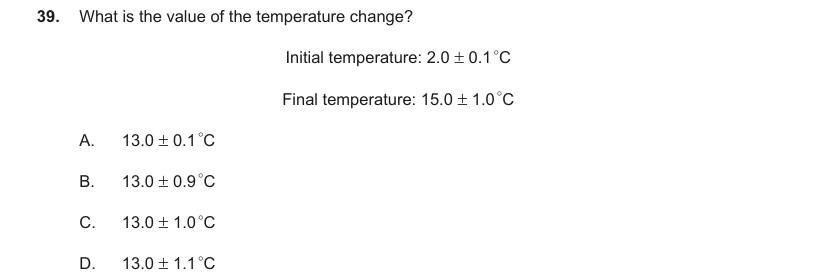 39. What is the value of the temperature change?
Initial temperature: 2.0 ± 0.1 °C
Final temperature: 15.0 ± 1.0 °C
A. 13.0 ± 0.1 °C
B. 13.0 ± 0.9 °C
C. 13.0 ± 1.0 °C
D. 13.0 ± 1.1 °C